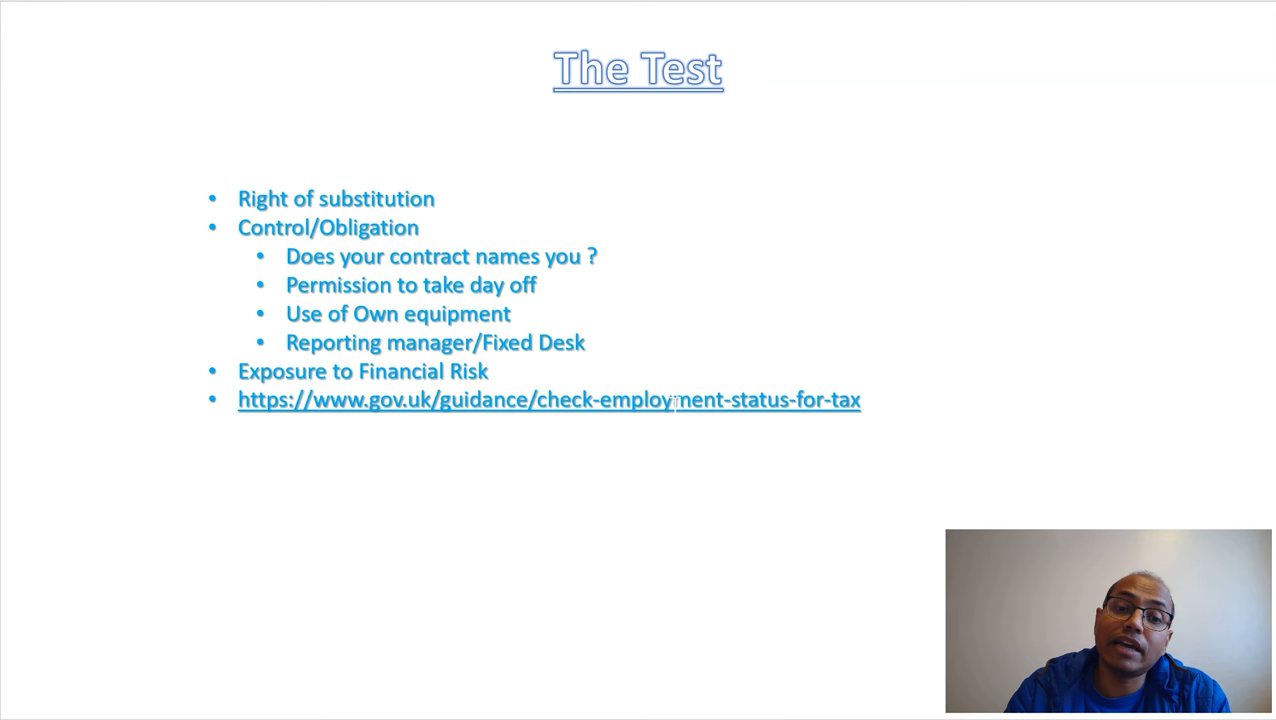 The Test
Right of substitution
Control/Obligation
Does your contract names you ?
Permission to take day off
Use of Own equipment
Reporting manager/Fixed Desk
Exposure to Financial Risk
https://www.gov.uk/guidance/check-employment-status-for-tax